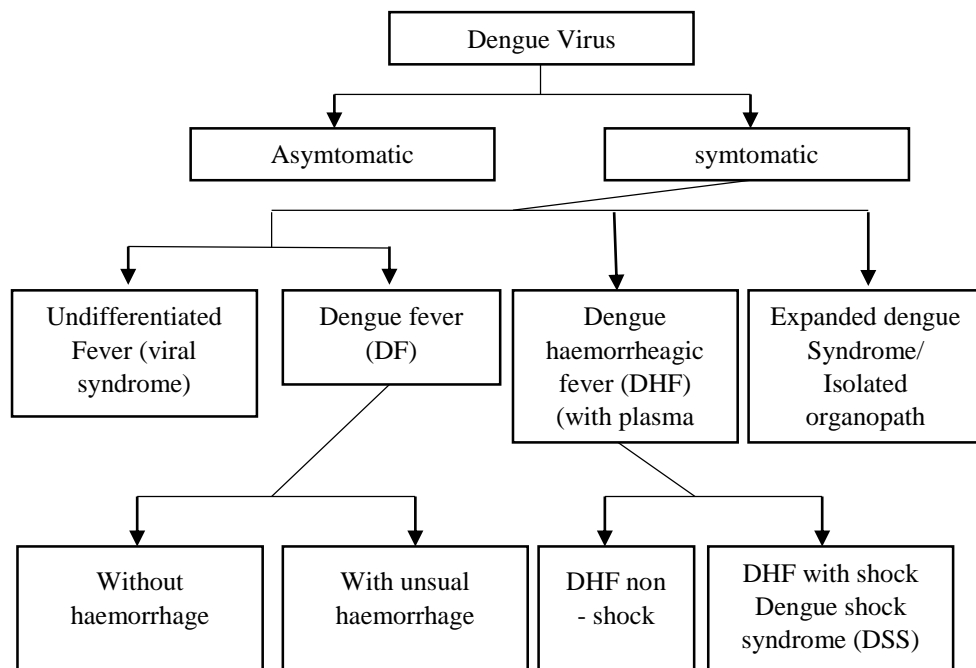 Dengue Virus
Asymtomatic
symtomatic
Undifferentiated
Fever (viral
syndrome)
Dengue fever
(DF)
Dengue
haemorrheagic
fever (DHF)
(with plasma
Expanded dengue
Syndrome/
Isolated
organopath
Without
haemorrhage
With unsual
haemorrhage
DHF non
- shock
DHF with shock
Dengue shock
syndrome (DSS)